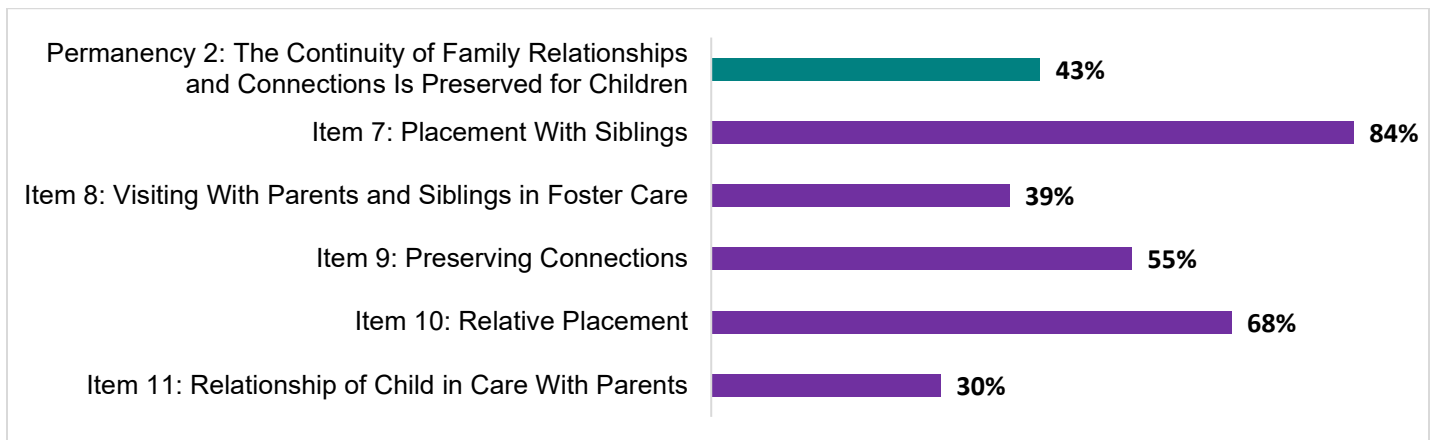 Permanency 2: The Continuity of Family Relationships
and Connections Is Preserved for Children
43%
Item 7: Placement With Siblings
84%
Item 8: Visiting With Parents and Siblings in Foster Care
39%
Item 9: Preserving Connections
55%
Item 10: Relative Placement
68%
Item 11: Relationship of Child in Care With Parents
30%